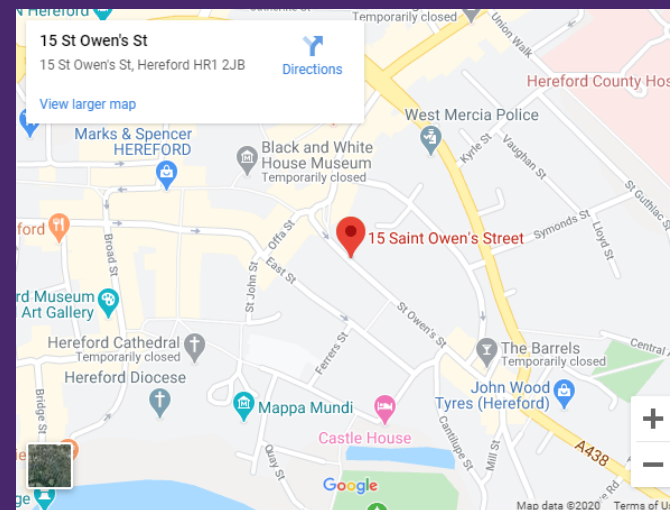 N Hereford
Temporarily closed
15 St Owen's St
15 St Owen's St, Hereford HR1 2JB
Directions
View larger map
Union Walk
Hereford County Hos
Marks & Spencer
HEREFORD
West Mercia Police
Kyrle St
Vaughan St
St Guthlac St
Black and White
House Museum
Temporarily closed
Symonds St
Lloyd St
ford
Broad St
Offa St
15 Saint Owen's Street
East St
St John St
rd Museum
Art Gallery
St Owen's St
Hereford Cathedral
Temporarily closed
Ferrers St
The Barrels
Temporarily closed
Central A
Hereford Diocese
Bridge St
Mappa Mundi
John Wood
Tyres (Hereford)
Castle House
Cantilupe St
Mill St
A438
Quay St
Google
ge
Map data ©2020
Terms of U
+
−